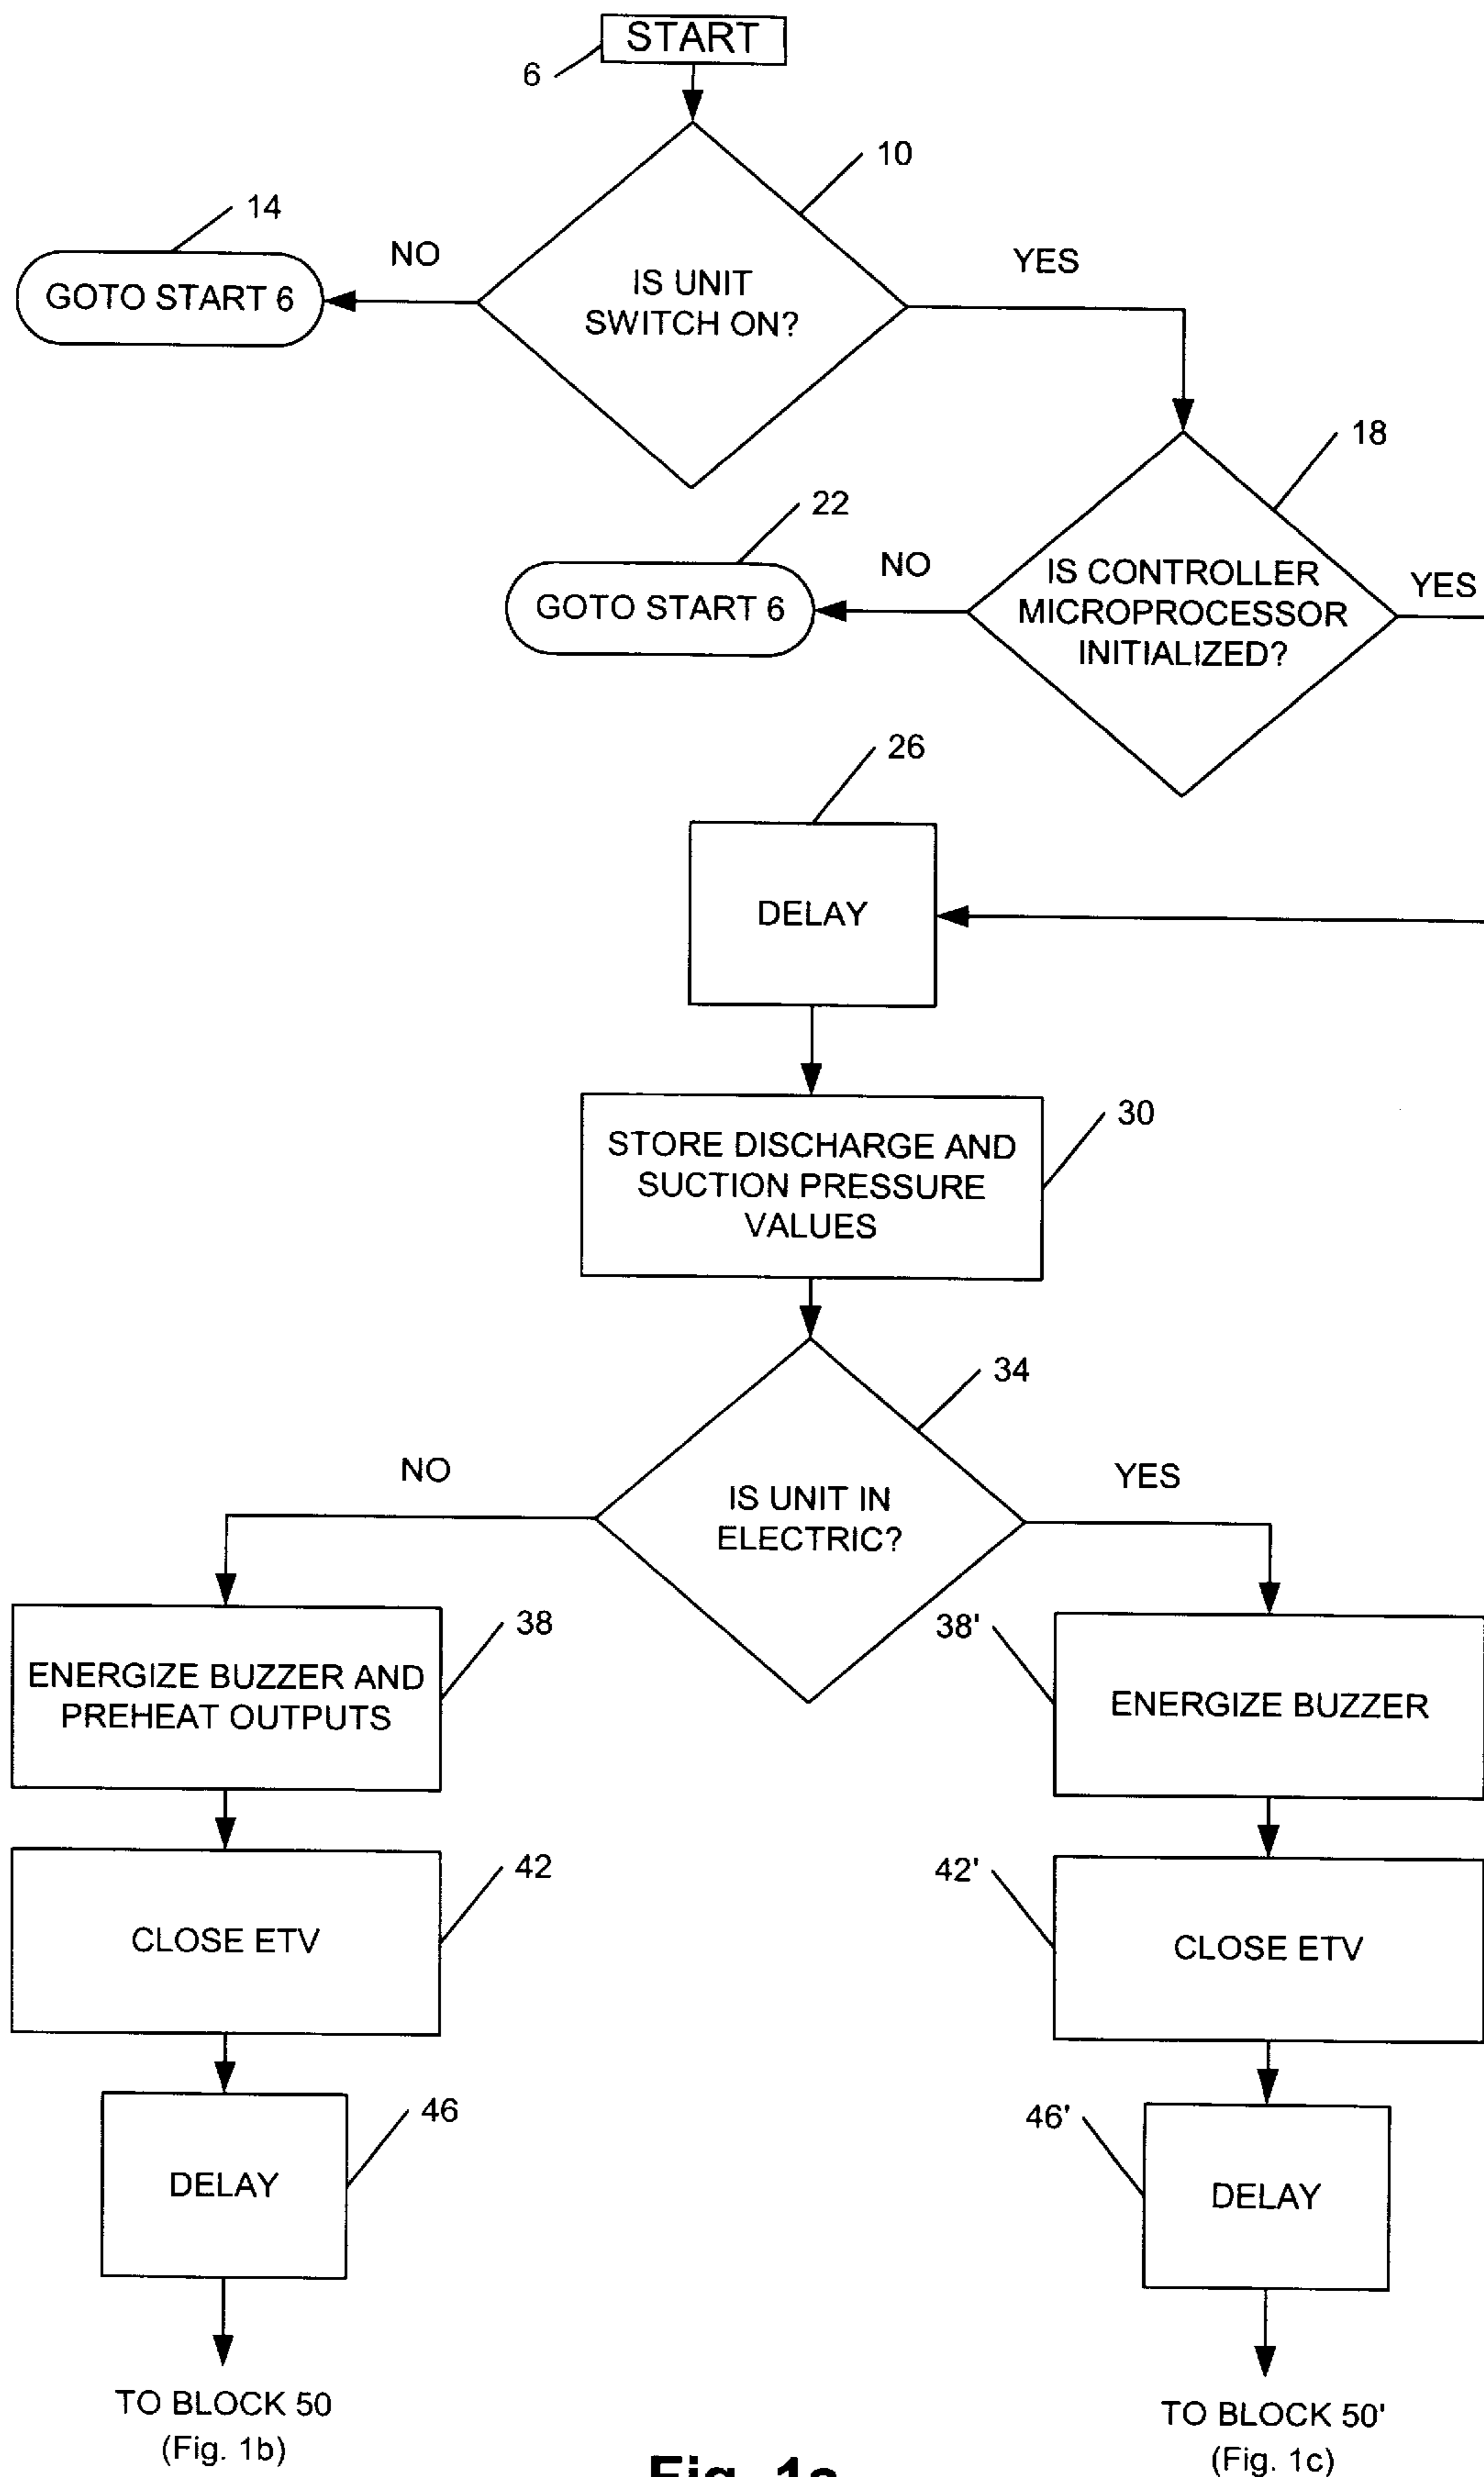 START
6
10
14
NO
YES
GOTO START 6
IS UNIT
SWITCH ON?
18
22
NO
YES
GOTO START 6
IS CONTROLLER
MICROPROCESSOR
INITIALIZED?
26
DELAY
30
STORE DISCHARGE AND
SUCTION PRESSURE
VALUES
34
NO
YES
IS UNIT IN
ELECTRIC?
38
38'
ENERGIZE BUZZER AND
PREHEAT OUTPUTS
ENERGIZE BUZZER
42
42'
CLOSE ETV
CLOSE ETV
46
46'
DELAY
DELAY
TO BLOCK 50
(Fig. 1b)
TO BLOCK 50'
(Fig. 1c)
Fig. 1a